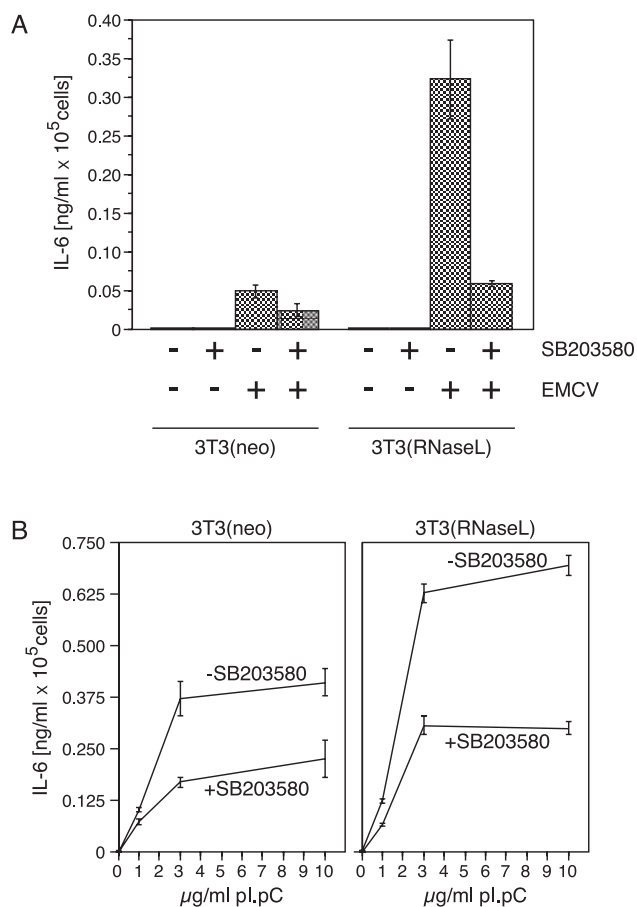 A
IL-6 [ng/ml x 10⁵cells]
0.40
0.35
0.30
0.25
0.20
0.15
0.10
0.05
0
- + - + - + - + SB203580
- - + + - - + + EMCV
3T3(neo) 3T3(RNaseL)
B
3T3(neo) 3T3(RNaseL)
IL-6 [ng/ml x 10⁵cells]
0.750
0.625
0.500
0.375
0.250
0.125
0
-SB203580
+SB203580
-SB203580
+SB203580
0 1 2 3 4 5 6 7 8 9 10 0 1 2 3 4 5 6 7 8 9 10
µg/ml pI.pC µg/ml pI.pC